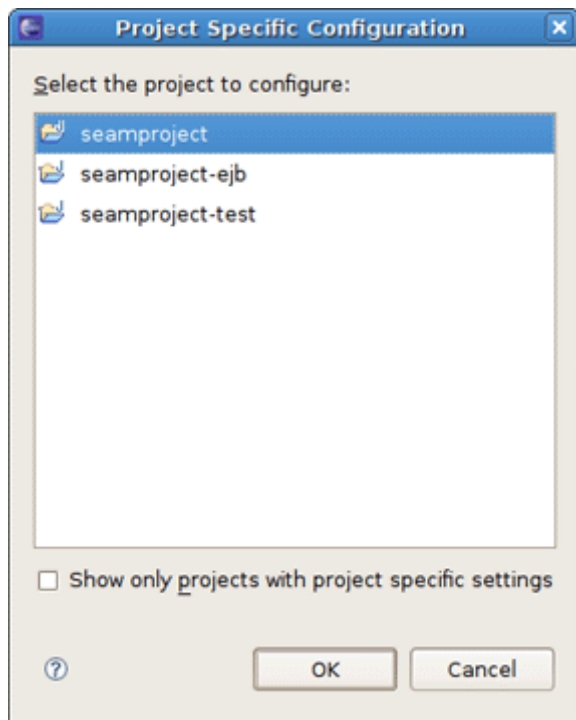 Project Specific Configuration
Select the project to configure:
seamproject
seamproject-ejb
seamproject-test
Show only projects with project specific settings
OK
Cancel